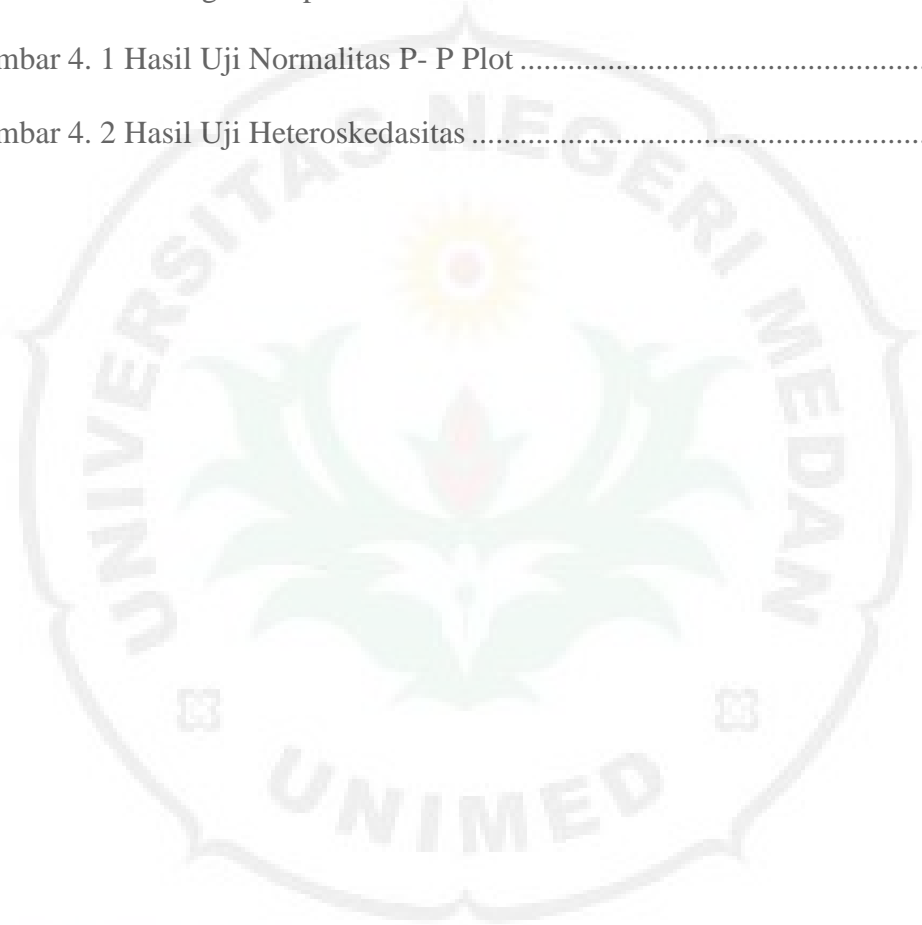 mbar 4. 1 Hasil Uji Normalitas P- P Plot ....................................................
mbar 4. 2 Hasil Uji Heteroskedasitas ..........................................................
UNIVERSITAS NEGERI MEDAN
UNIMED